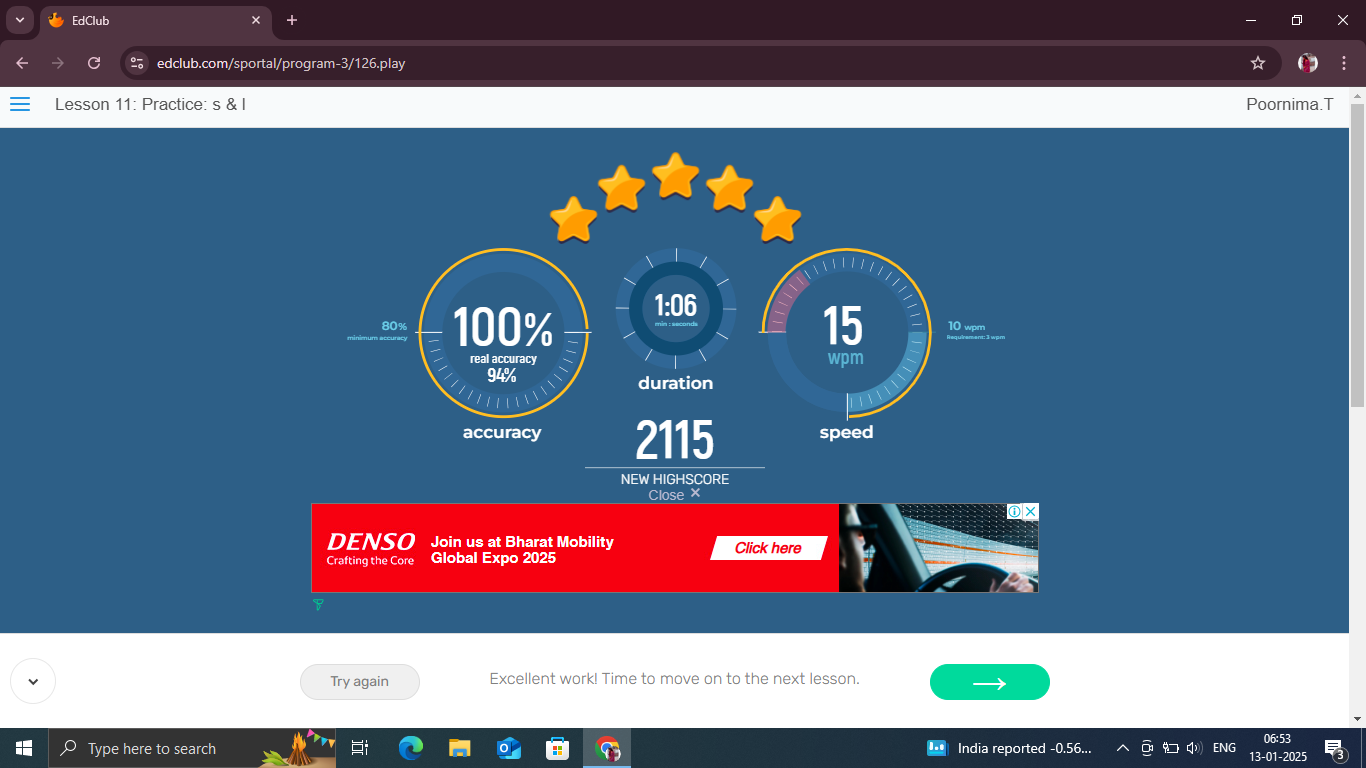 EdClub
edclub.com/sportal/program-3/126.play
Lesson 11: Practice: s & l
Poornima.T
80%
minimum accuracy
100%
real accuracy
94%
accuracy
1:06
min : seconds
duration
15
wpm
speed
10 wpm
Requirement: 3 wpm
2115
NEW HIGHSCORE
Close ×
DENSO
Crafting the Core
Join us at Bharat Mobility
Global Expo 2025
Click here
Try again
Excellent work! Time to move on to the next lesson.
Type here to search
India reported -0.56...
ENG
06:53
13-01-2025
3